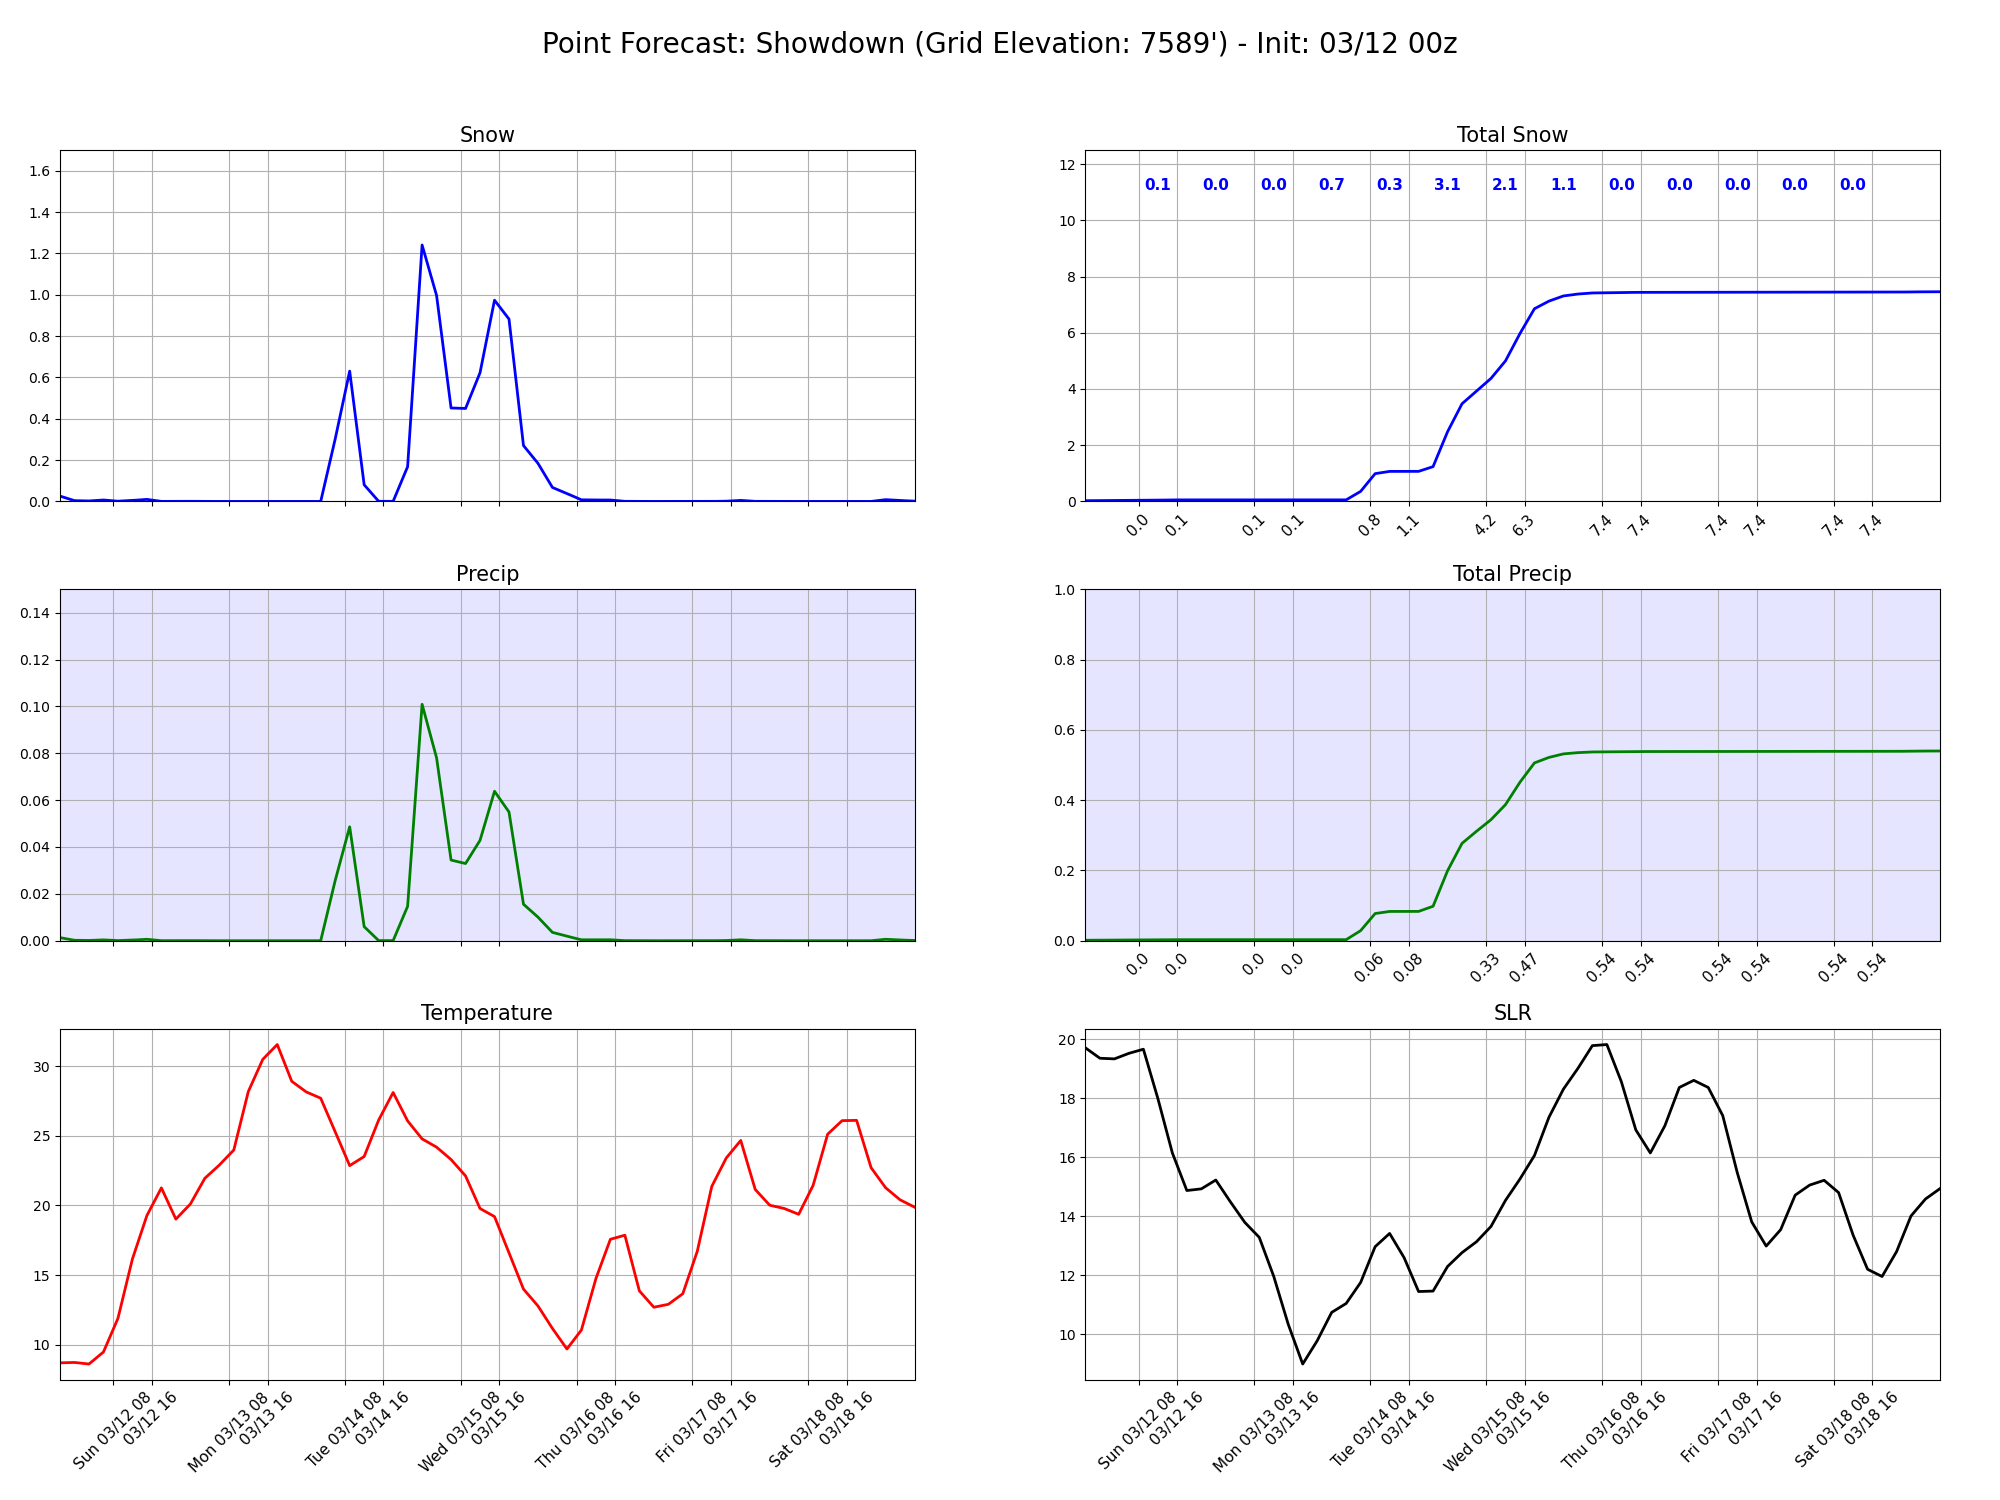 Point Forecast: Showdown (Grid Elevation: 7589') - Init: 03/12 00z
Snow
1.6
1.4
1.2
1.0
0.8
0.6
0.4
0.2
0.0
Total Snow
12
10
8
6
4
2
0
0.1 0.0 0.0 0.7 0.3 3.1 2.1 1.1 0.0 0.0 0.0 0.0 0.0
0.0 0.1 0.1 0.1 0.8 1.1 4.2 6.3 7.4 7.4 7.4 7.4 7.4 7.4
Precip
0.14
0.12
0.10
0.08
0.06
0.04
0.02
0.00
Total Precip
1.0
0.8
0.6
0.4
0.2
0.0
0.0 0.0 0.0 0.0 0.06 0.08 0.33 0.47 0.54 0.54 0.54 0.54 0.54 0.54
Temperature
30
25
20
15
10
Sun 03/12 08
03/12 16
Mon 03/13 08
03/13 16
Tue 03/14 08
03/14 16
Wed 03/15 08
03/15 16
Thu 03/16 08
03/16 16
Fri 03/17 08
03/17 16
Sat 03/18 08
03/18 16
SLR
20
18
16
14
12
10
Sun 03/12 08
03/12 16
Mon 03/13 08
03/13 16
Tue 03/14 08
03/14 16
Wed 03/15 08
03/15 16
Thu 03/16 08
03/16 16
Fri 03/17 08
03/17 16
Sat 03/18 08
03/18 16